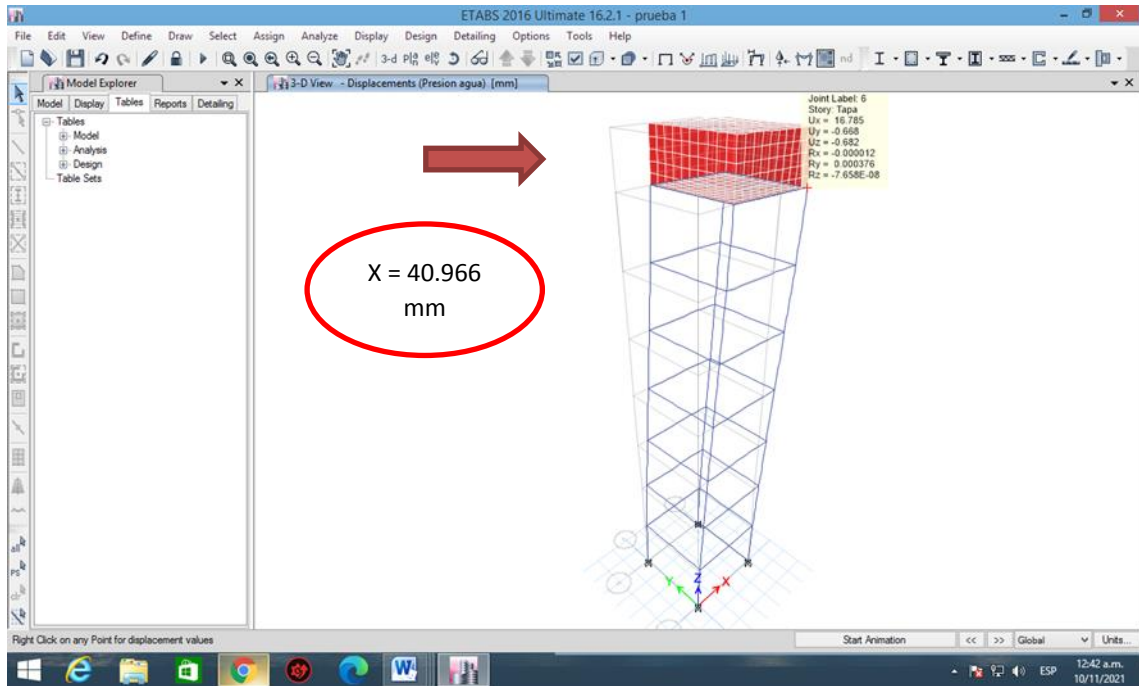 ETABS 2016 Ultimate 16.2.1 - prueba 1
File Edit View Define Draw Select Assign Analyze Display Design Detailing Options Tools Help
3-d
nd
Model Explorer
3-D View - Displacements (Presion agua) [mm]
Model Display Tables Reports Detailing
Tables
Model
Analysis
Design
Table Sets
Joint Label: 6
Story: Tapa
Ux = 16.785
Uy = -0.668
Uz = -0.682
Rx = -0.000012
Ry = 0.000376
Rz = -7.658E-08
X = 40.966
mm
Y Z X
all
PS
Right Click on any Point for displacement values
Start Animation << >> Global Units...
ESP
12:42 a.m.
10/11/2021